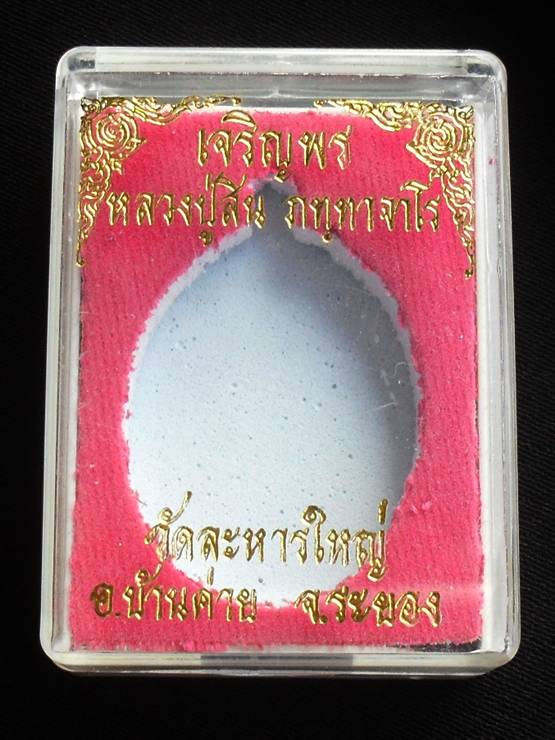 เจริญพร
หลวงปู่สิน ภทฺทาจาโร
วัดละหารใหญ่
อ.บ้านค่าย จ.ระยอง